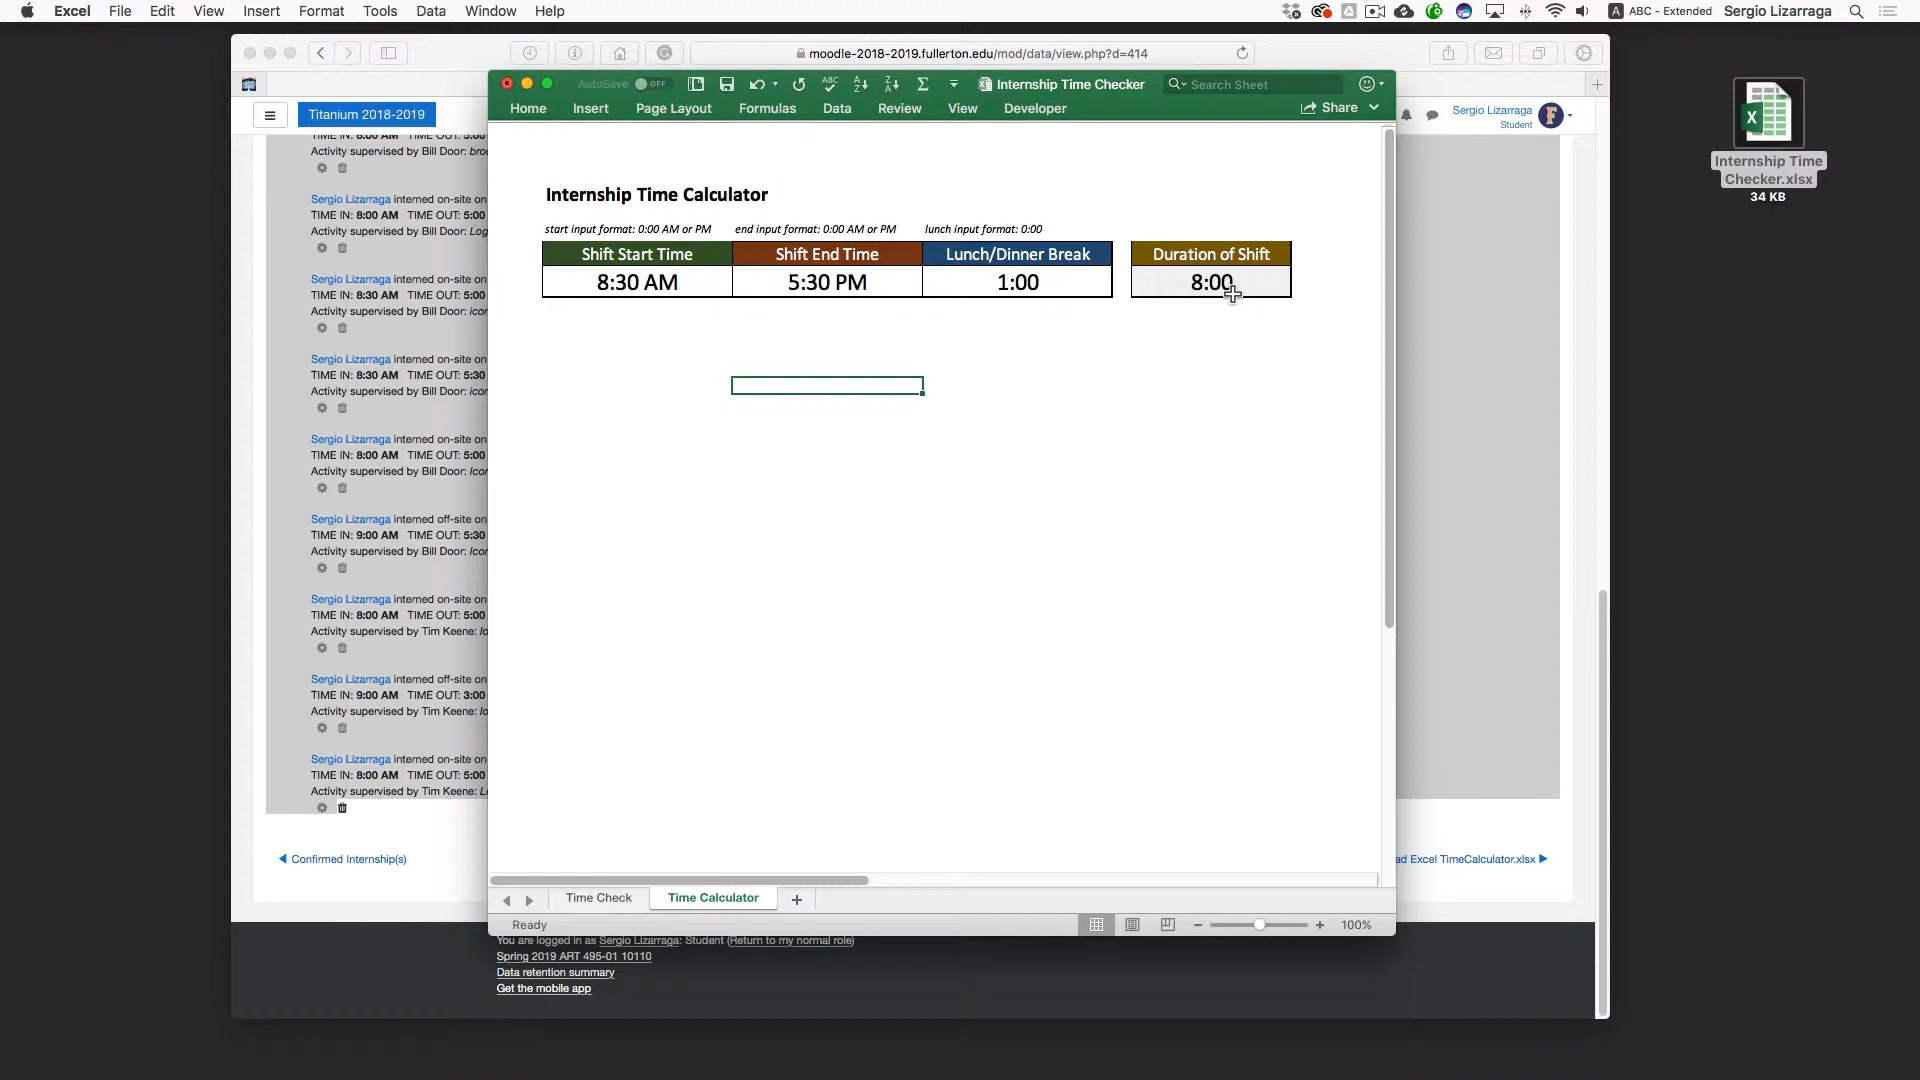 Excel File Edit View Insert Format Tools Data Window Help
ABC - Extended Sergio Lizarraga
moodle-2018-2019.fullerton.edu/mod/data/view.php?d=414
AutoSave OFF Internship Time Checker Search Sheet
Home Insert Page Layout Formulas Data Review View Developer Share
Titanium 2018-2019
Sergio Lizarraga
Student
Internship Time
Checker.xlsx
34 KB
TIME IN: 8:00 AM TIME OUT: 5:00
Activity supervised by Bill Door:
Sergio Lizarraga interned on-site on
TIME IN: 8:00 AM TIME OUT: 5:00
Activity supervised by Bill Door: Log
Sergio Lizarraga interned on-site on
TIME IN: 8:30 AM TIME OUT: 5:00
Activity supervised by Bill Door: icon
Sergio Lizarraga interned on-site on
TIME IN: 8:30 AM TIME OUT: 5:30
Activity supervised by Bill Door: icon
Sergio Lizarraga interned on-site on
TIME IN: 8:00 AM TIME OUT: 5:00
Activity supervised by Bill Door: Icon
Sergio Lizarraga interned off-site on
TIME IN: 9:00 AM TIME OUT: 5:30
Activity supervised by Bill Door: Icon
Sergio Lizarraga interned on-site on
TIME IN: 8:00 AM TIME OUT: 5:00
Activity supervised by Tim Keene:
Sergio Lizarraga interned off-site on
TIME IN: 9:00 AM TIME OUT: 3:00
Activity supervised by Tim Keene:
Sergio Lizarraga interned on-site on
TIME IN: 8:00 AM TIME OUT: 5:00
Activity supervised by Tim Keene:
Confirmed Internship(s)
Internship Time Calculator
start input format: 0:00 AM or PM end input format: 0:00 AM or PM lunch input format: 0:00
Shift Start Time Shift End Time Lunch/Dinner Break Duration of Shift
8:30 AM 5:30 PM 1:00 8:00
ad Excel TimeCalculator.xlsx
Time Check Time Calculator
Ready 100%
You are logged in as Sergio Lizarraga: Student (Return to my normal role)
Spring 2019 ART 495-01 10110
Data retention summary
Get the mobile app